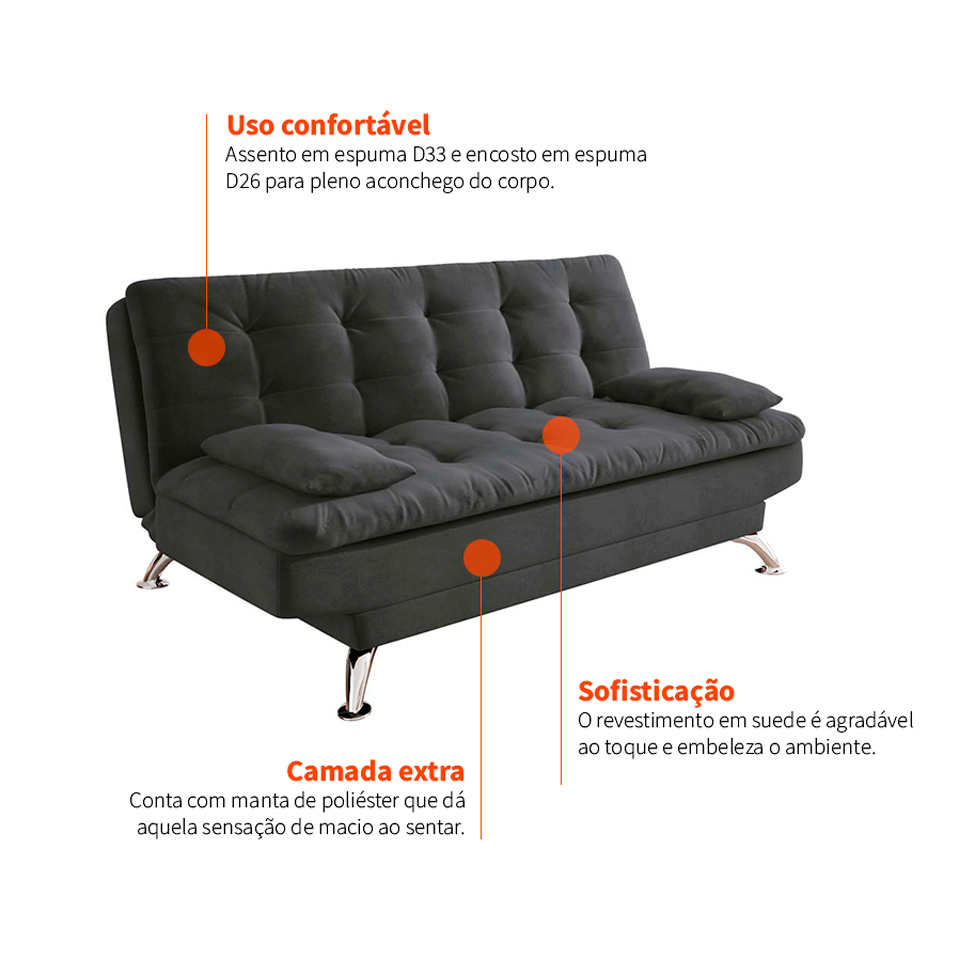 Uso confortável
Assento em espuma D33 e encosto em espuma
D26 para pleno aconchego do corpo.
Sofisticação
O revestimento em suede é agradável
ao toque e embeleza o ambiente.
Camada extra
Conta com manta de poliéster que dá
aquela sensação de macio ao sentar.